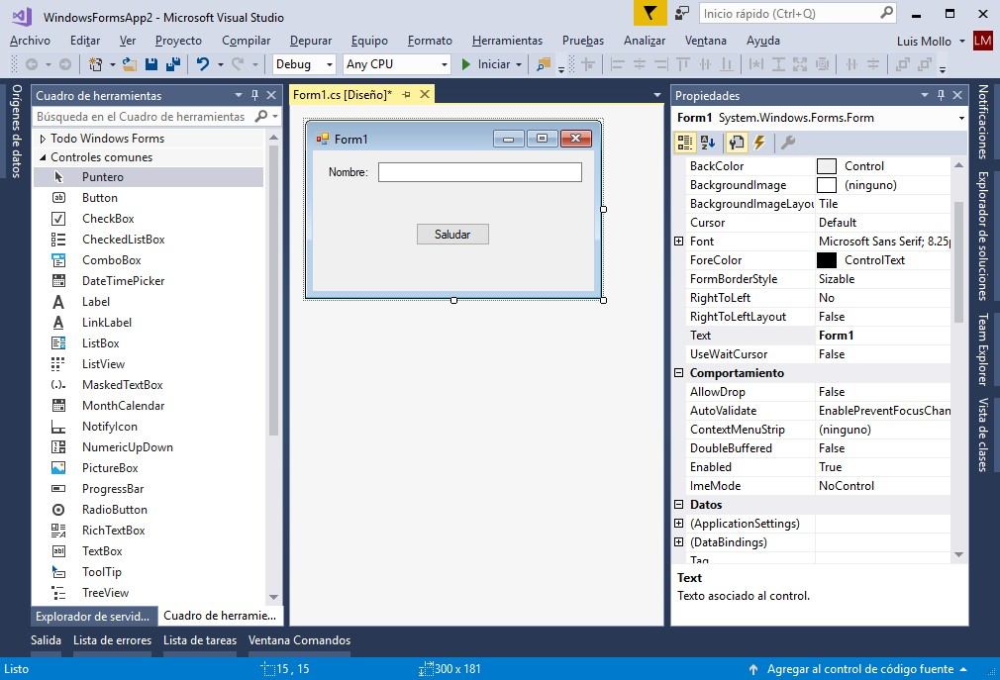 WindowsFormsApp2 - Microsoft Visual Studio
Inicio rápido (Ctrl+Q)
Archivo Editar Ver Proyecto Compilar Depurar Equipo Formato Herramientas Pruebas Analizar Ventana Ayuda Luis Mollo LM
Debug Any CPU Iniciar
Orígenes de datos
Cuadro de herramientas
Búsqueda en el Cuadro de herramientas
Todo Windows Forms
Controles comunes
Puntero
Button
CheckBox
CheckedListBox
ComboBox
DateTimePicker
Label
LinkLabel
ListBox
ListView
MaskedTextBox
MonthCalendar
NotifyIcon
NumericUpDown
PictureBox
ProgressBar
RadioButton
RichTextBox
TextBox
ToolTip
TreeView
Explorador de servid... Cuadro de herramie...
Form1.cs [Diseño]*
Form1
Nombre:
Saludar
Propiedades
Form1 System.Windows.Forms.Form
BackColor Control
BackgroundImage (ninguno)
BackgroundImageLayou Tile
Cursor Default
Font Microsoft Sans Serif; 8.25p
ForeColor ControlText
FormBorderStyle Sizable
RightToLeft No
RightToLeftLayout False
Text Form1
UseWaitCursor False
Comportamiento
AllowDrop False
AutoValidate EnablePreventFocusChan
ContextMenuStrip (ninguno)
DoubleBuffered False
Enabled True
ImeMode NoControl
Datos
(ApplicationSettings)
(DataBindings)
Tag
Text
Texto asociado al control.
Notificaciones
Explorador de soluciones
Team Explorer
Vista de clases
Salida Lista de errores Lista de tareas Ventana Comandos
Listo 15 , 15 300 x 181 Agregar al control de código fuente